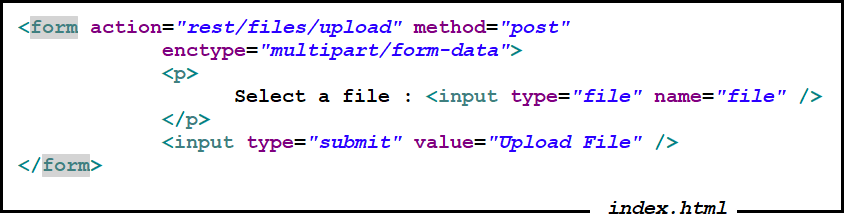 <form action="rest/files/upload" method="post"
enctype="multipart/form-data">
<p>
Select a file : <input type="file" name="file" />
</p>
<input type="submit" value="Upload File" />
</form>
index.html